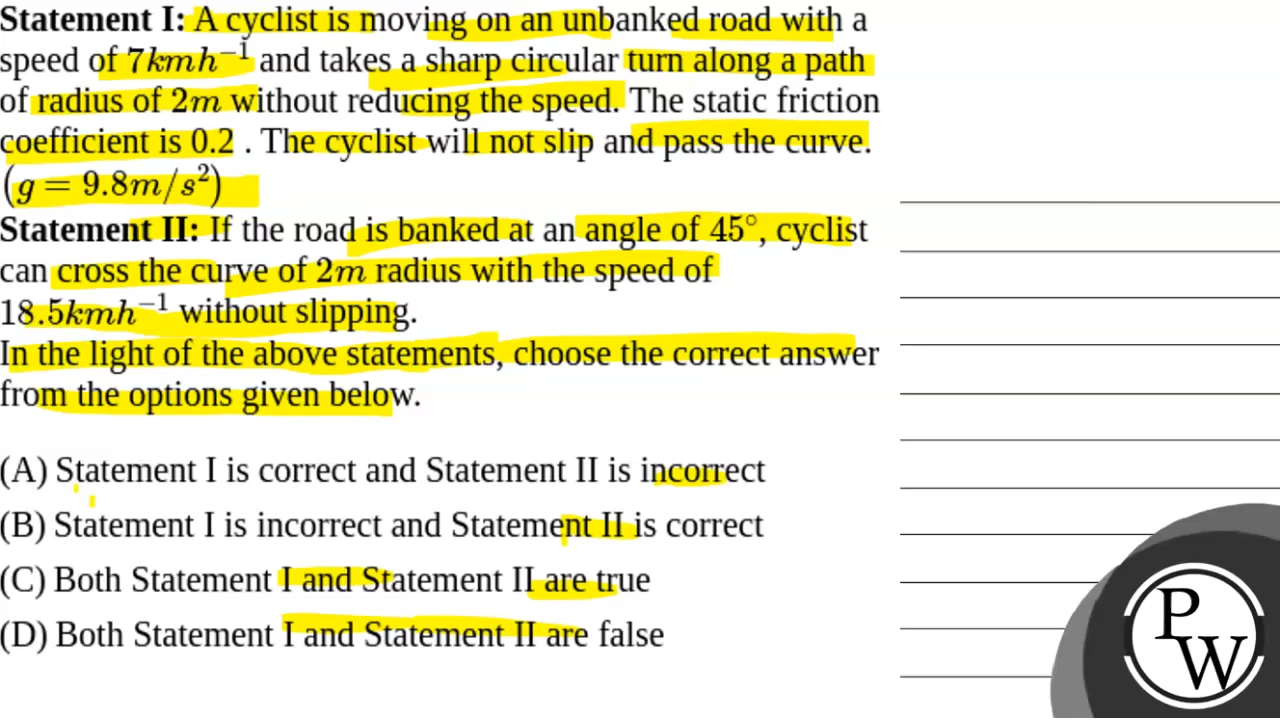 Statement I: A cyclist is moving on an unbanked road with a
speed of 7kmh⁻¹ and takes a sharp circular turn along a path
of radius of 2m without reducing the speed. The static friction
coefficient is 0.2 . The cyclist will not slip and pass the curve.
(g = 9.8m/s²)
Statement II: If the road is banked at an angle of 45°, cyclist
can cross the curve of 2m radius with the speed of
18.5kmh⁻¹ without slipping.
In the light of the above statements, choose the correct answer
from the options given below.
(A) Statement I is correct and Statement II is incorrect
(B) Statement I is incorrect and Statement II is correct
(C) Both Statement I and Statement II are true
(D) Both Statement I and Statement II are false
P
W